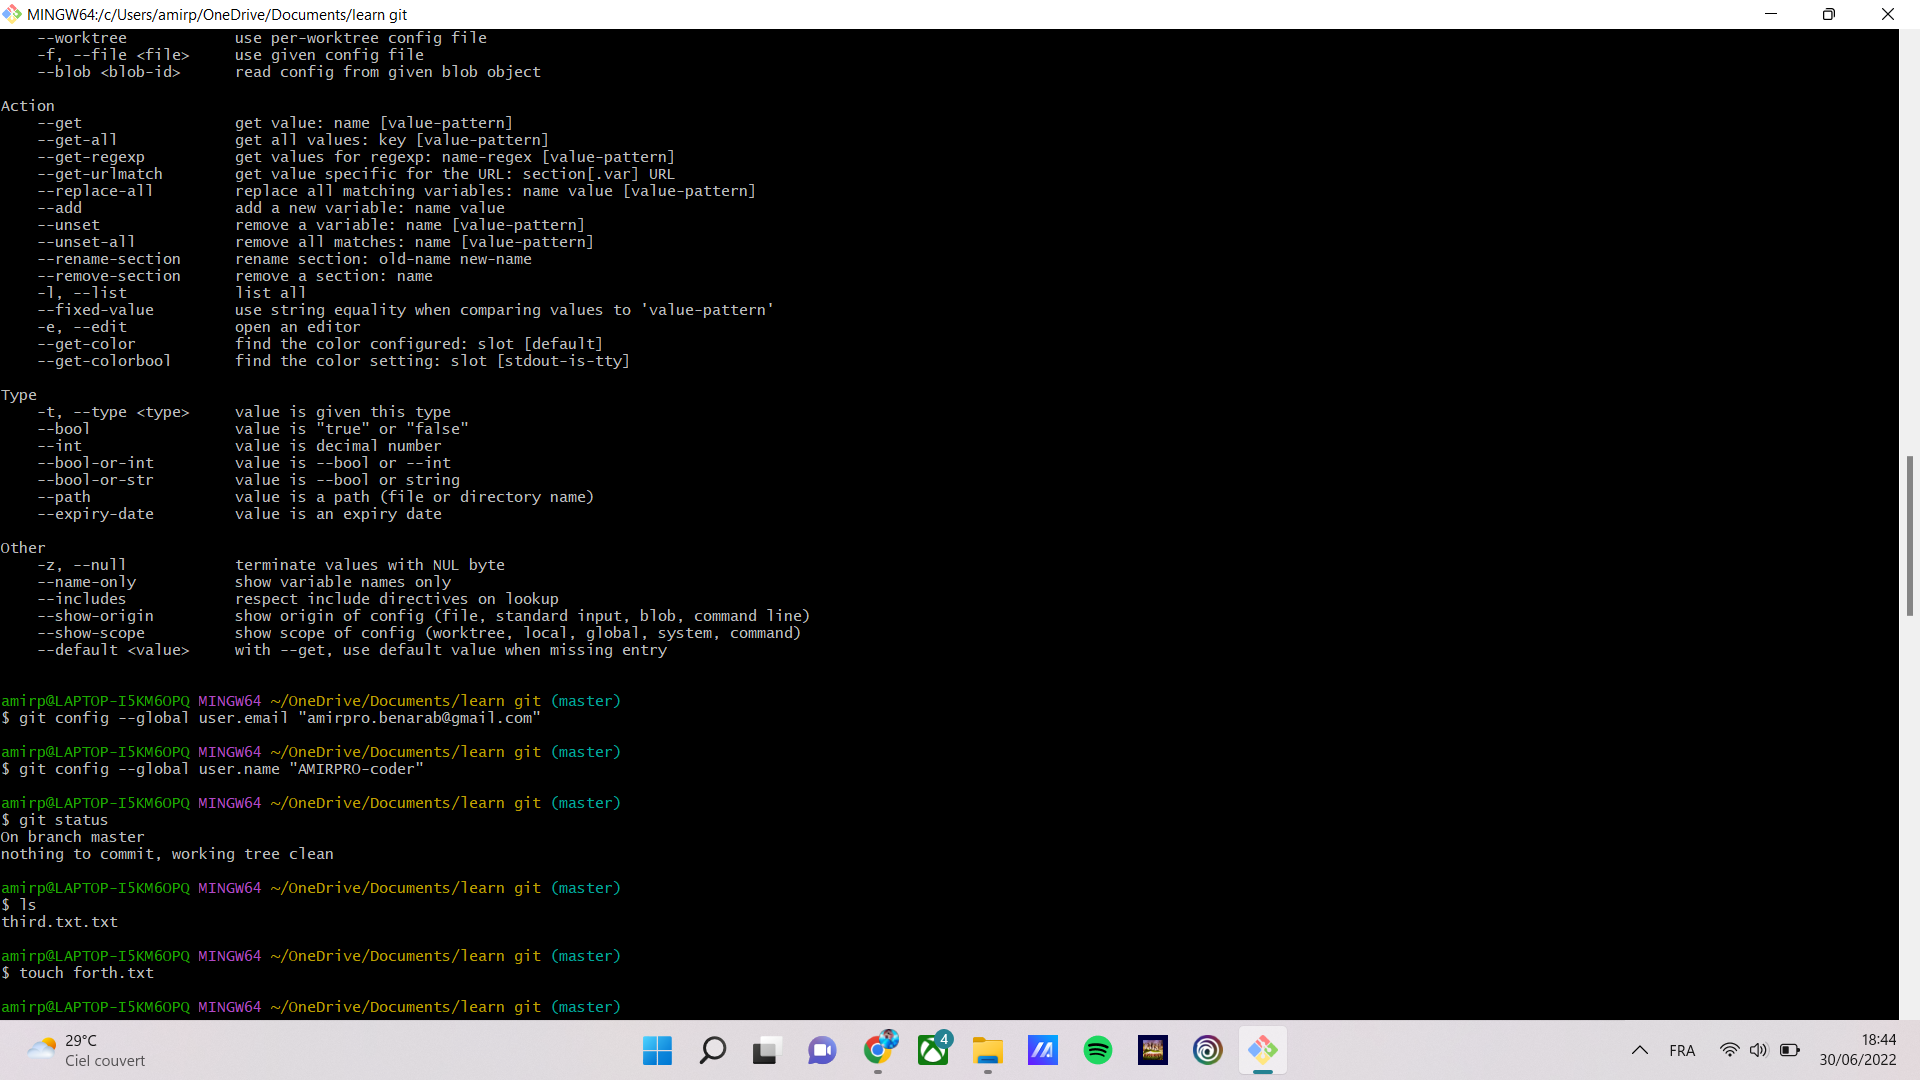 MINGW64:/c/Users/amirp/OneDrive/Documents/learn git
--worktree use per-worktree config file
-f, --file <file> use given config file
--blob <blob-id> read config from given blob object
Action
--get get value: name [value-pattern]
--get-all get all values: key [value-pattern]
--get-regexp get values for regexp: name-regex [value-pattern]
--get-urlmatch get value specific for the URL: section[.var] URL
--replace-all replace all matching variables: name value [value-pattern]
--add add a new variable: name value
--unset remove a variable: name [value-pattern]
--unset-all remove all matches: name [value-pattern]
--rename-section rename section: old-name new-name
--remove-section remove a section: name
-l, --list list all
--fixed-value use string equality when comparing values to 'value-pattern'
-e, --edit open an editor
--get-color find the color configured: slot [default]
--get-colorbool find the color setting: slot [stdout-is-tty]
Type
-t, --type <type> value is given this type
--bool value is "true" or "false"
--int value is decimal number
--bool-or-int value is --bool or --int
--bool-or-str value is --bool or string
--path value is a path (file or directory name)
--expiry-date value is an expiry date
Other
-z, --null terminate values with NUL byte
--name-only show variable names only
--includes respect include directives on lookup
--show-origin show origin of config (file, standard input, blob, command line)
--show-scope show scope of config (worktree, local, global, system, command)
--default <value> with --get, use default value when missing entry
amirp@LAPTOP-I5KM6OPQ MINGW64 ~/OneDrive/Documents/learn git (master)
$ git config --global user.email "amirpro.benarab@gmail.com"
amirp@LAPTOP-I5KM6OPQ MINGW64 ~/OneDrive/Documents/learn git (master)
$ git config --global user.name "AMIRPRO-coder"
amirp@LAPTOP-I5KM6OPQ MINGW64 ~/OneDrive/Documents/learn git (master)
$ git status
On branch master
nothing to commit, working tree clean
amirp@LAPTOP-I5KM6OPQ MINGW64 ~/OneDrive/Documents/learn git (master)
$ ls
third.txt.txt
amirp@LAPTOP-I5KM6OPQ MINGW64 ~/OneDrive/Documents/learn git (master)
$ touch forth.txt
amirp@LAPTOP-I5KM6OPQ MINGW64 ~/OneDrive/Documents/learn git (master)
29°C
Ciel couvert
4
FRA
18:44
30/06/2022